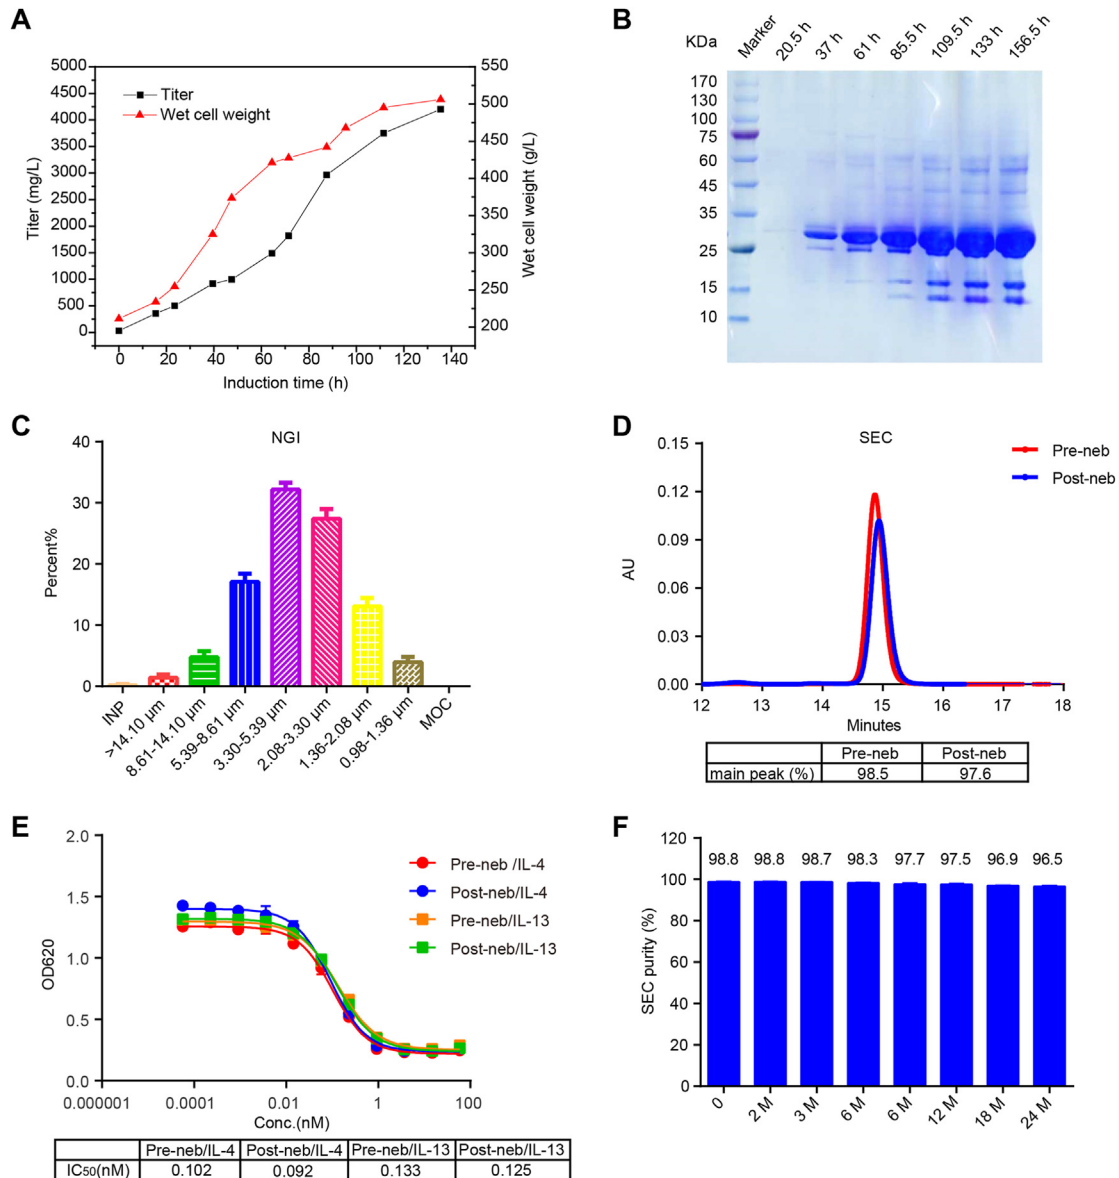 A
Titer (mg/L)
5000
4500
4000
3500
3000
2500
2000
1500
1000
500
0
Titer
Wet cell weight
550
500
450
400
350
300
250
200
Wet cell weight (g/L)
0 20 40 60 80 100 120 140
Induction time (h)
B
KDa Marker 20.5 h 37 h 61 h 85.5 h 109.5 h 133 h 156.5 h
170
130
100
75
60
45
35
25
15
10
C
NGI
Percent%
40
30
20
10
0
INP >14.10 µm 8.61-14.10 µm 5.39-8.61 µm 3.30-5.39 µm 2.08-3.30 µm 1.36-2.08 µm 0.98-1.36 µm MOC
D
SEC
AU
0.15
0.12
0.09
0.06
0.03
0.00
Pre-neb
Post-neb
12 13 14 15 16 17 18
Minutes
Pre-neb Post-neb
main peak (%) 98.5 97.6
E
OD620
2.0
1.5
1.0
0.5
0.0
Pre-neb /IL-4
Post-neb/IL-4
Pre-neb/IL-13
Post-neb/IL-13
0.000001 0.0001 0.01 1 100
Conc.(nM)
Pre-neb/IL-4 Post-neb/IL-4 Pre-neb/IL-13 Post-neb/IL-13
IC50(nM) 0.102 0.092 0.133 0.125
F
SEC purity (%)
120
100
80
60
40
20
0
98.8 98.8 98.7 98.3 97.7 97.5 96.9 96.5
0 2 M 3 M 6 M 6 M 12 M 18 M 24 M